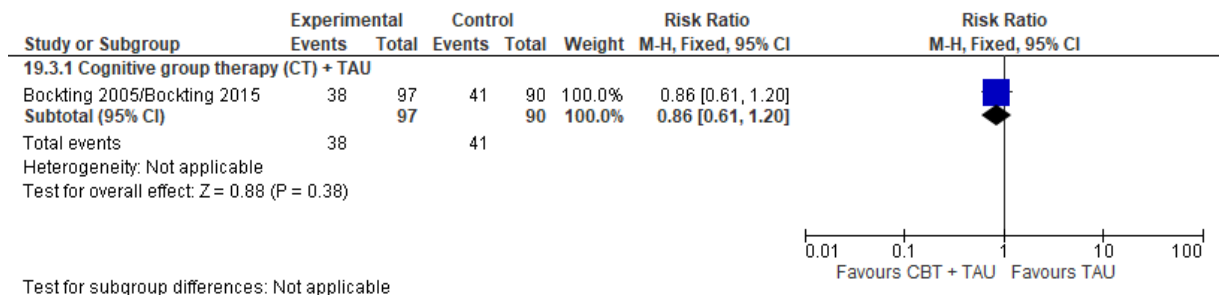 Experimental Control Risk Ratio Risk Ratio
Study or Subgroup Events Total Events Total Weight M-H, Fixed, 95% CI M-H, Fixed, 95% CI
19.3.1 Cognitive group therapy (CT) + TAU
Bockting 2005/Bockting 2015 38 97 41 90 100.0% 0.86 [0.61, 1.20]
Subtotal (95% CI) 97 90 100.0% 0.86 [0.61, 1.20]
Total events 38 41
Heterogeneity: Not applicable
Test for overall effect: Z = 0.88 (P = 0.38)
0.01 0.1 1 10 100
Favours CBT + TAU Favours TAU
Test for subgroup differences: Not applicable